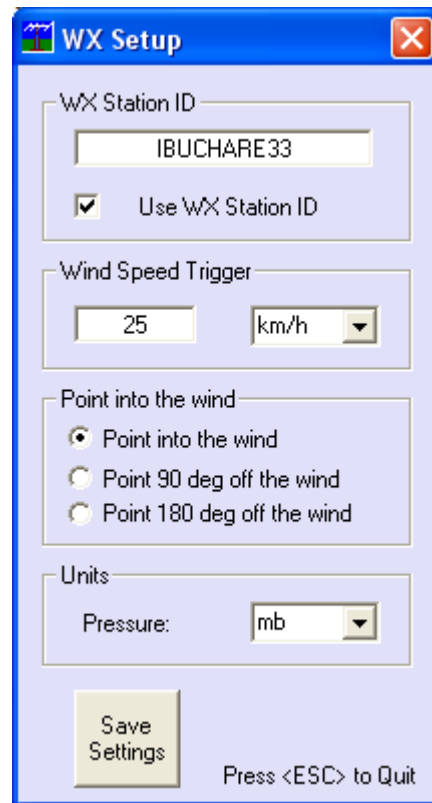 WX Setup
WX Station ID
IBUCHARE33
Use WX Station ID
Wind Speed Trigger
25 km/h
Point into the wind
Point into the wind
Point 90 deg off the wind
Point 180 deg off the wind
Units
Pressure: mb
Save
Settings
Press <ESC> to Quit